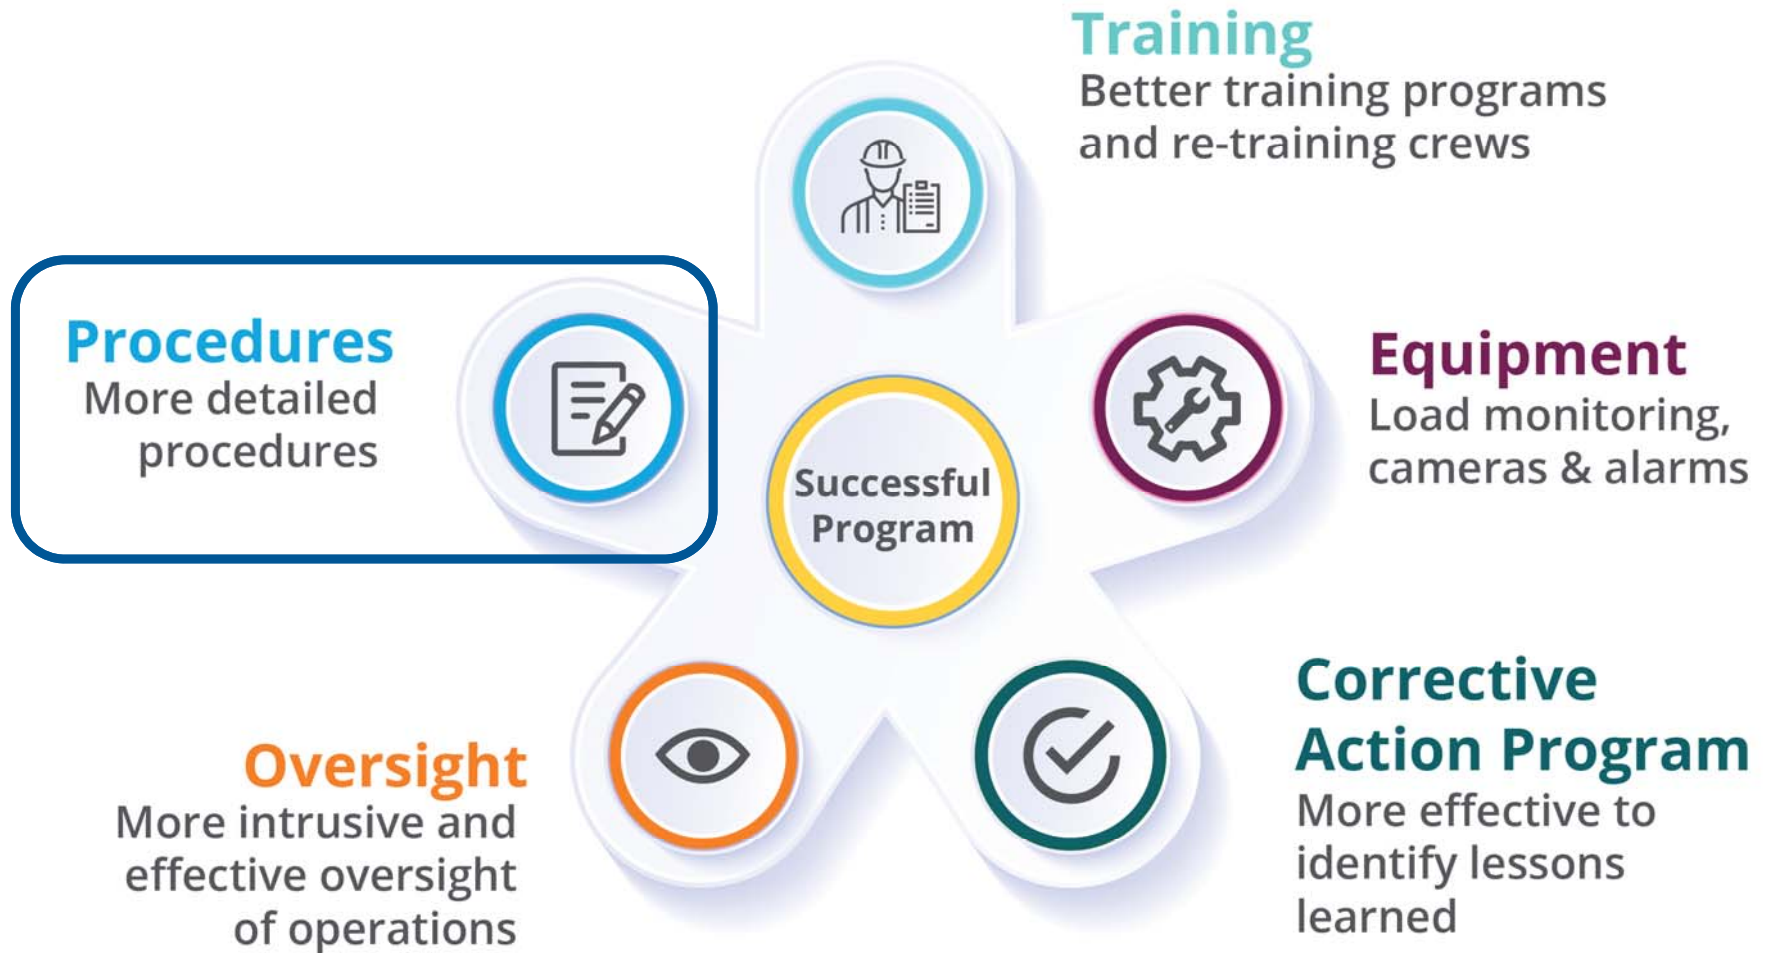 Training
Better training programs
and re-training crews
Procedures
More detailed
procedures
Equipment
Load monitoring,
cameras & alarms
Successful
Program
Oversight
More intrusive and
effective oversight
of operations
Corrective
Action Program
More effective to
identify lessons
learned